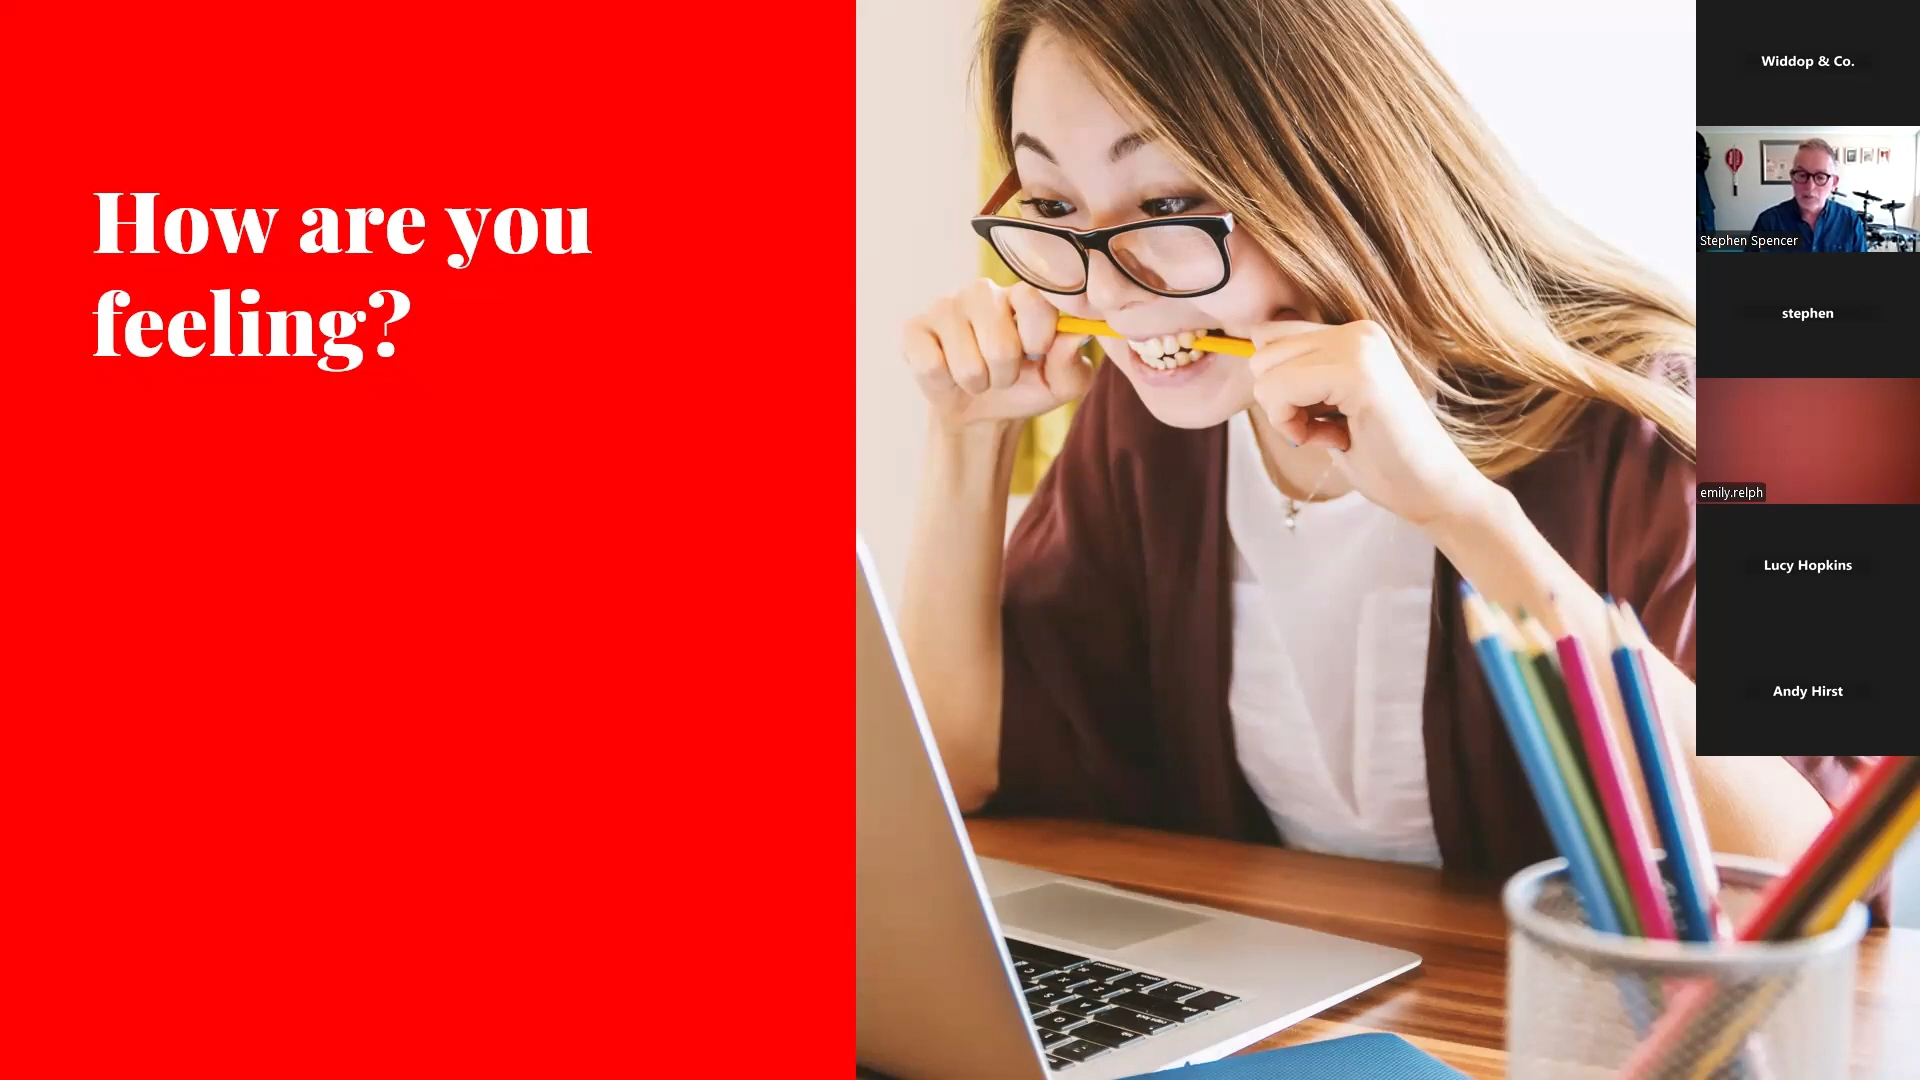 How are you
feeling?
Widdop & Co.
Stephen Spencer
stephen
emily.relph
Lucy Hopkins
Andy Hirst